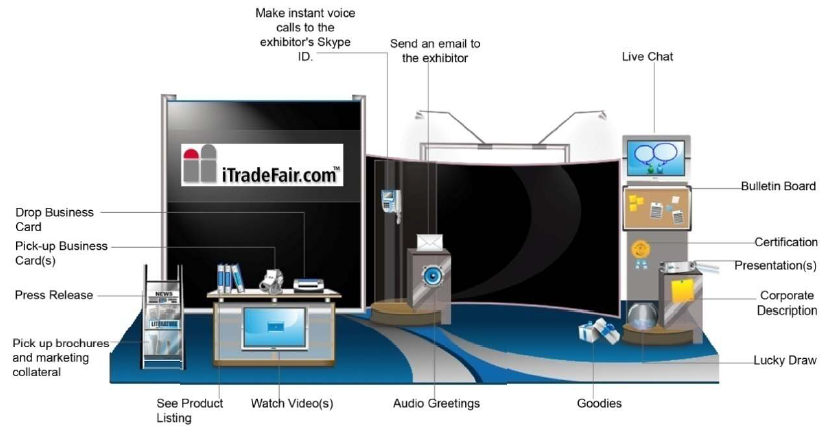 Make instant voice
calls to the
exhibitor's Skype
ID.
Send an email to
the exhibitor
Live Chat
iTradeFair.com™
Bulletin Board
Drop Business
Card
Pick-up Business
Card(s)
Certification
Presentation(s)
Press Release
NEWS
LITERATURE
Corporate
Description
Pick up brochures
and marketing
collateral
Lucky Draw
See Product
Listing
Watch Video(s)
Audio Greetings
Goodies